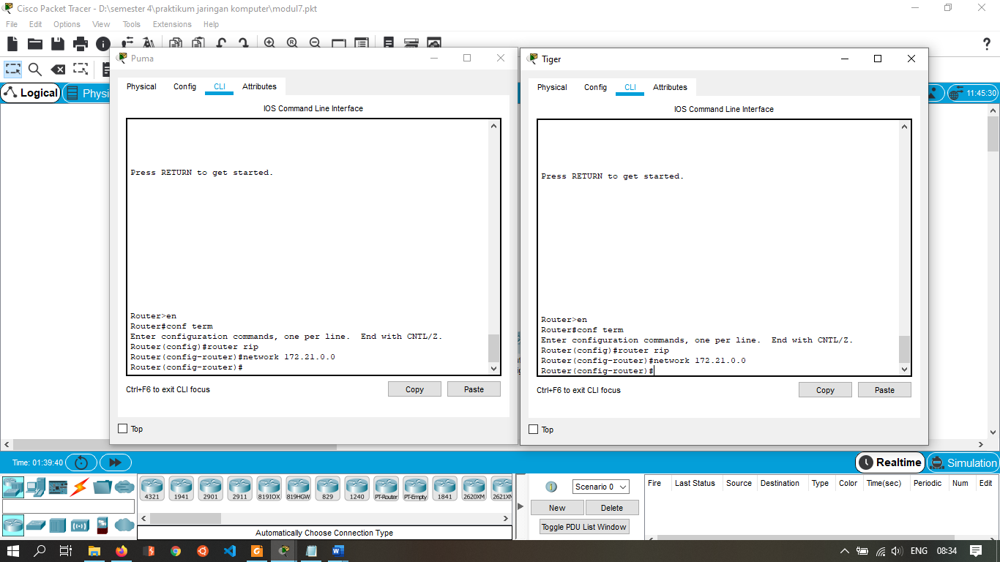 Cisco Packet Tracer - D:\semester 4\praktikum jaringan komputer\modul7.pkt
File Edit Options View Tools Extensions Help
Logical
Physi
11:45:30
Puma
Physical Config CLI Attributes
IOS Command Line Interface
Press RETURN to get started.
Router>en
Router#conf term
Enter configuration commands, one per line.  End with CNTL/Z.
Router(config)#router rip
Router(config-router)#network 172.21.0.0
Router(config-router)#
Ctrl+F6 to exit CLI focus
Copy Paste
Top
Tiger
Physical Config CLI Attributes
IOS Command Line Interface
Press RETURN to get started.
Router>en
Router#conf term
Enter configuration commands, one per line.  End with CNTL/Z.
Router(config)#router rip
Router(config-router)#network 172.21.0.0
Router(config-router)#
Ctrl+F6 to exit CLI focus
Copy Paste
Top
Time: 01:39:40
Realtime Simulation
4321 1941 2901 2911 819IOX 819HGW 829 1240 PT-Router PT-Empty 1841 2620XM 2621XM
Automatically Choose Connection Type
Scenario 0
New Delete
Toggle PDU List Window
Fire Last Status Source Destination Type Color Time(sec) Periodic Num Edit
ENG 08:34